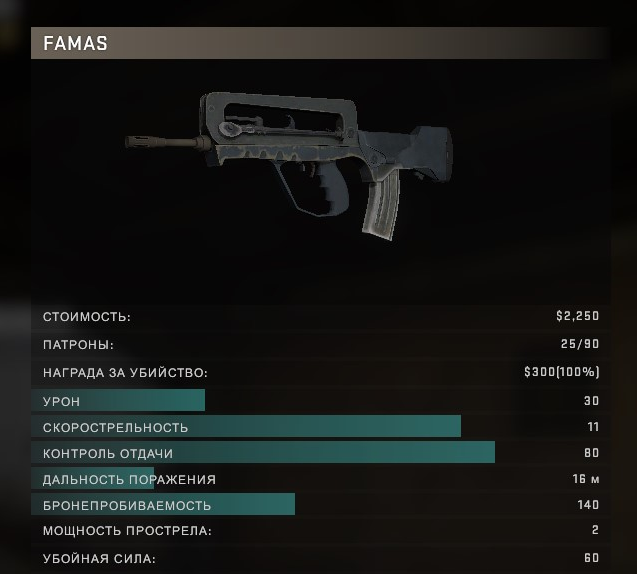 FAMAS
СТОИМОСТЬ: $2,250
ПАТРОНЫ: 25/90
НАГРАДА ЗА УБИЙСТВО: $300(100%)
УРОН 30
СКОРОСТРЕЛЬНОСТЬ 11
КОНТРОЛЬ ОТДАЧИ 80
ДАЛЬНОСТЬ ПОРАЖЕНИЯ 16 м
БРОНЕПРОБИВАЕМОСТЬ 140
МОЩНОСТЬ ПРОСТРЕЛА: 2
УБОЙНАЯ СИЛА: 60